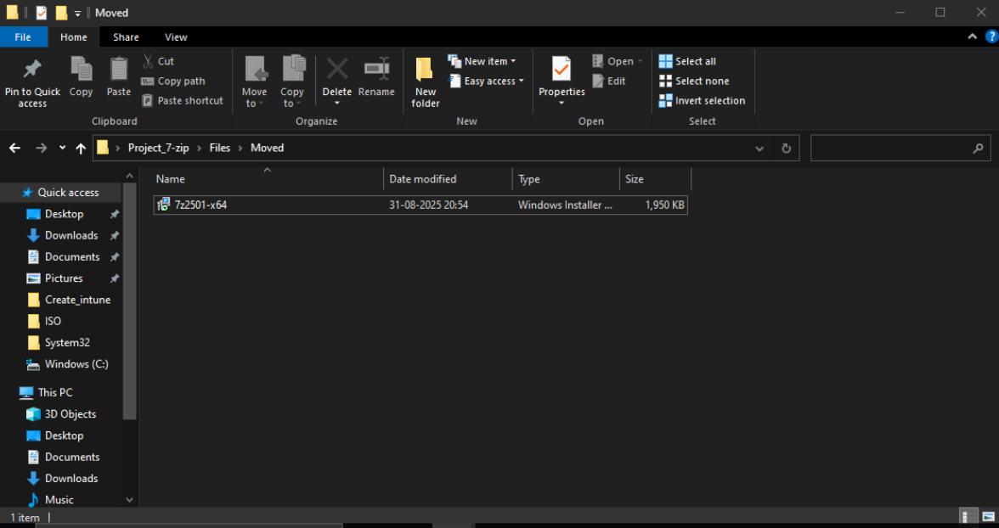 Moved
File Home Share View
Pin to Quick access
Copy
Paste
Cut
Copy path
Paste shortcut
Clipboard
Move to
Copy to
Delete
Rename
Organize
New folder
New item
Easy access
New
Properties
Open
Edit
Open
Select all
Select none
Invert selection
Select
Project_7-zip › Files › Moved
Name Date modified Type Size
7z2501-x64 31-08-2025 20:54 Windows Installer ... 1,950 KB
Quick access
Desktop
Downloads
Documents
Pictures
Create_intune
ISO
System32
Windows (C:)
This PC
3D Objects
Desktop
Documents
Downloads
Music
1 item